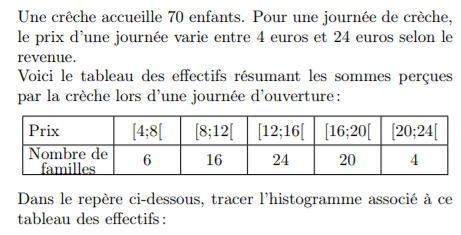 Une crêche accueille 70 enfants. Pour une journée de crèche,
le prix d'une journée varie entre 4 euros et 24 euros selon le
revenue.
Voici le tableau des effectifs résumant les sommes perçues
par la crèche lors d'une journée d'ouverture :
Prix [4;8[ [8;12[ [12;16[ [16;20[ [20;24[
Nombre de familles 6 16 24 20 4
Dans le repère ci-dessous, tracer l'histogramme associé à ce
tableau des effectifs :